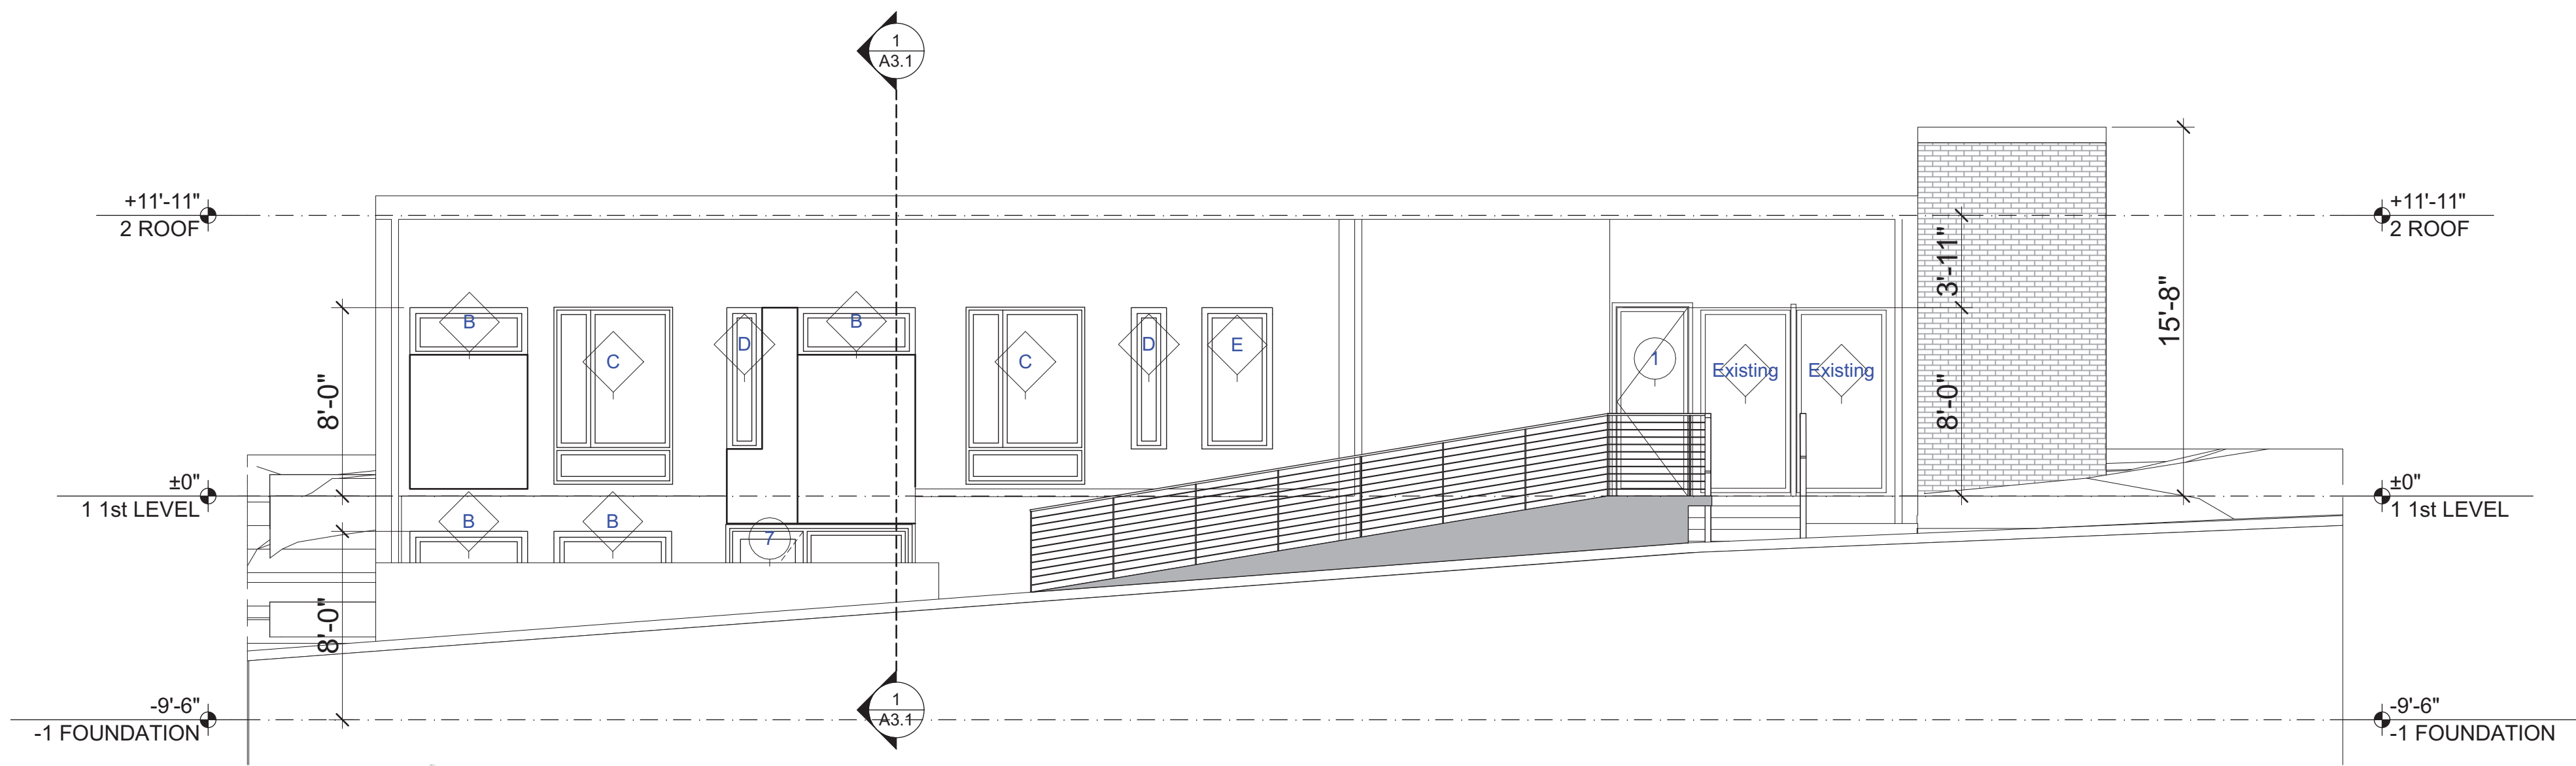 1
A3.1
+11'-11"
2 ROOF
+11'-11"
2 ROOF
3'-11"
15'-8"
B
C
D
B
C
D
E
1
Existing
Existing
8'-0"
8'-0"
±0"
1 1st LEVEL
±0"
1 1st LEVEL
B
B
7
8'-0"
1
A3.1
-9'-6"
-1 FOUNDATION
-9'-6"
-1 FOUNDATION